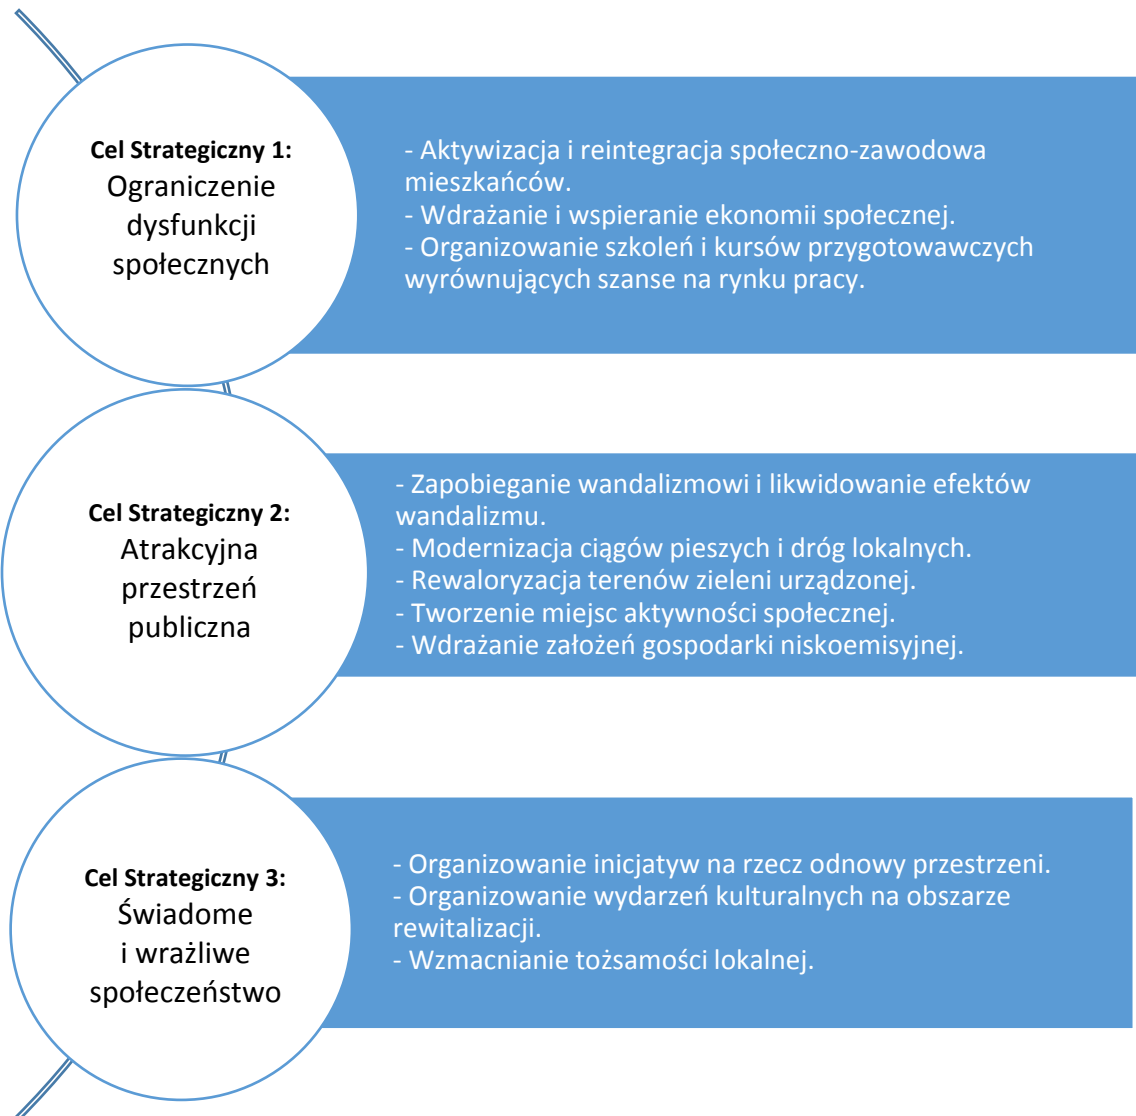 Cel Strategiczny 1:
Ograniczenie
dysfunkcji
społecznych
- Aktywizacja i reintegracja społeczno-zawodowa
mieszkańców.
- Wdrażanie i wspieranie ekonomii społecznej.
- Organizowanie szkoleń i kursów przygotowawczych
wyrównujących szanse na rynku pracy.
Cel Strategiczny 2:
Atrakcyjna
przestrzeń
publiczna
- Zapobieganie wandalizmowi i likwidowanie efektów
wandalizmu.
- Modernizacja ciągów pieszych i dróg lokalnych.
- Rewaloryzacja terenów zieleni urządzonej.
- Tworzenie miejsc aktywności społecznej.
- Wdrażanie założeń gospodarki niskoemisyjnej.
Cel Strategiczny 3:
Świadome
i wrażliwe
społeczeństwo
- Organizowanie inicjatyw na rzecz odnowy przestrzeni.
- Organizowanie wydarzeń kulturalnych na obszarze
rewitalizacji.
- Wzmacnianie tożsamości lokalnej.